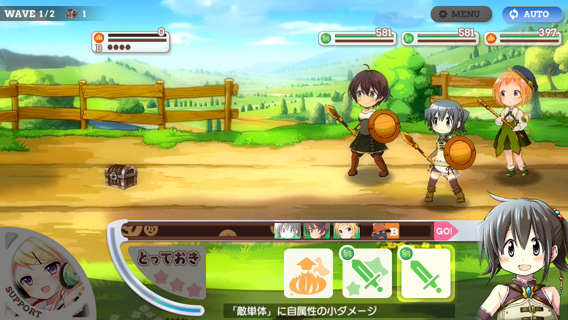 WAVE 1/2 1
MENU
AUTO
0
B
581
581
397
B
GO!
とっておき
SUPPORT
「敵単体」に自属性の小ダメージ